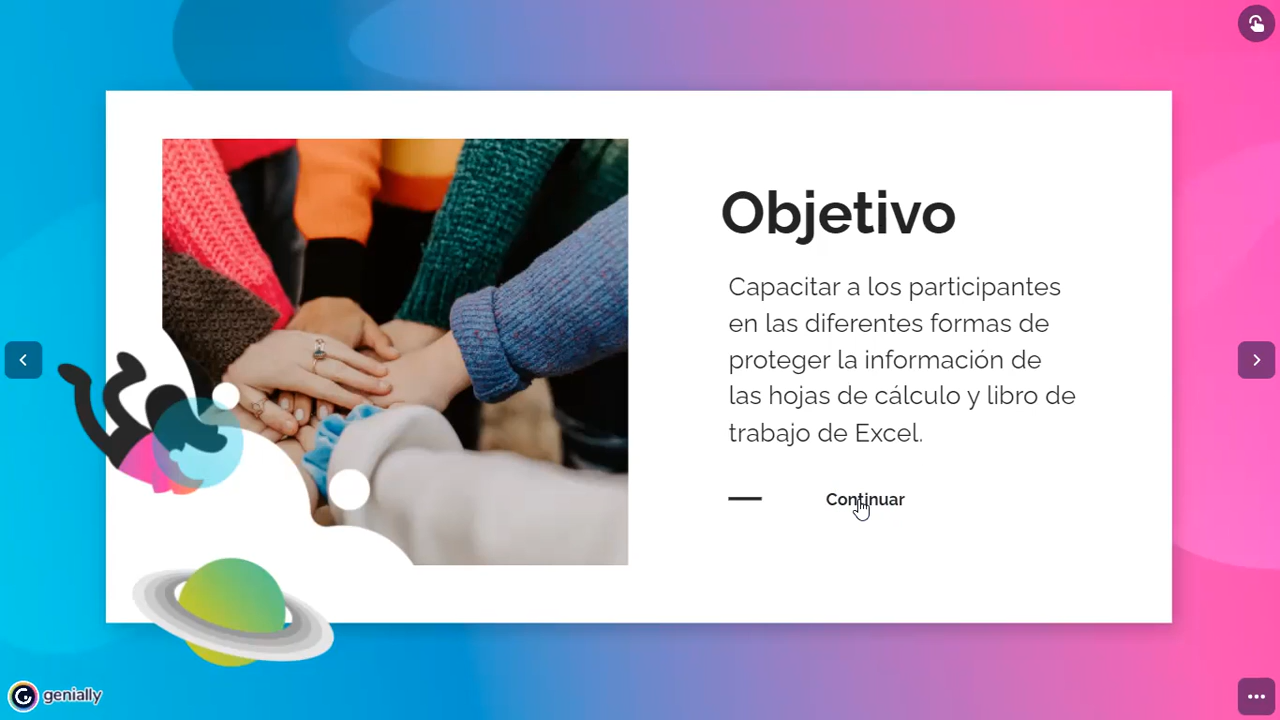 Objetivo
Capacitar a los participantes
en las diferentes formas de
proteger la información de
las hojas de cálculo y libro de
trabajo de Excel.
Continuar
genially